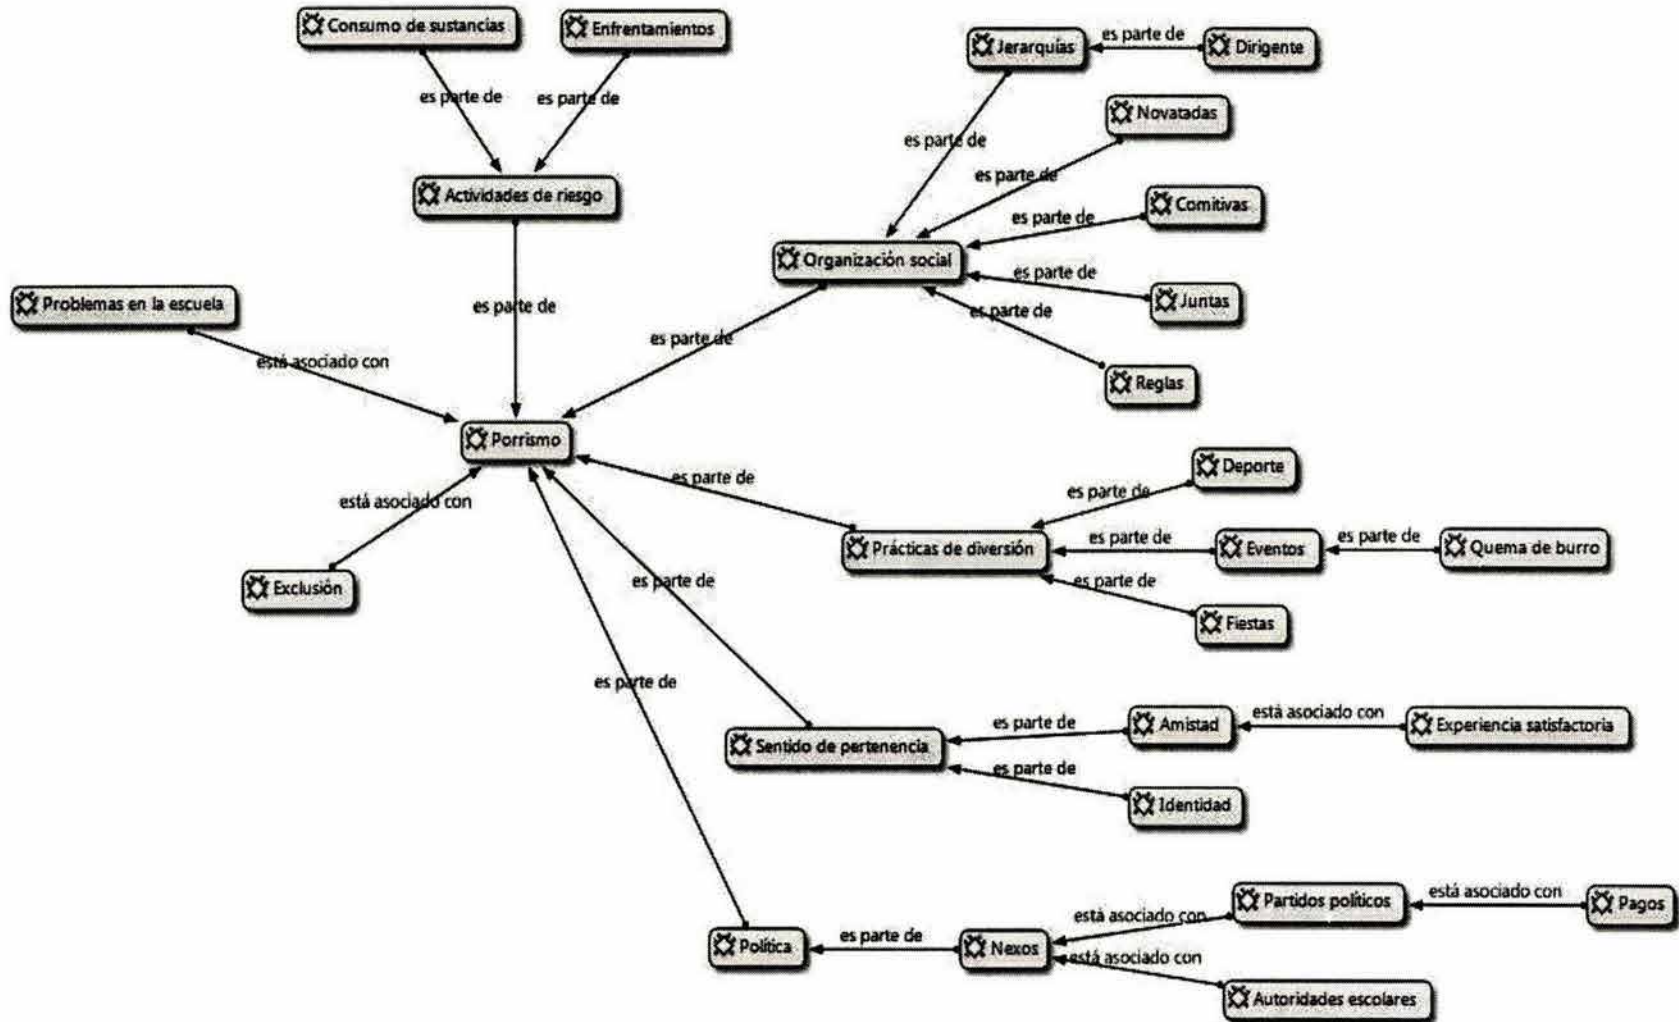 Consumo de sustancias
Enfrentamientos
Jerarquías
es parte de
Dirigente
es parte de
es parte de
Novatadas
es parte de
es parte de
Actividades de riesgo
Comitivas
es parte de
Organización social
es parte de
Juntas
Problemas en la escuela
es parte de
es parte de
es parte de
está asociado con
Reglas
Porrismo
es parte de
Deporte
es parte de
está asociado con
Prácticas de diversión
es parte de
Eventos
es parte de
Quema de burro
es parte de
Exclusión
es parte de
Fiestas
es parte de
Sentido de pertenencia
es parte de
Amistad
está asociado con
Experiencia satisfactoria
es parte de
Identidad
Política
es parte de
Nexos
está asociado con
Partidos políticos
está asociado con
Pagos
está asociado con
Autoridades escolares